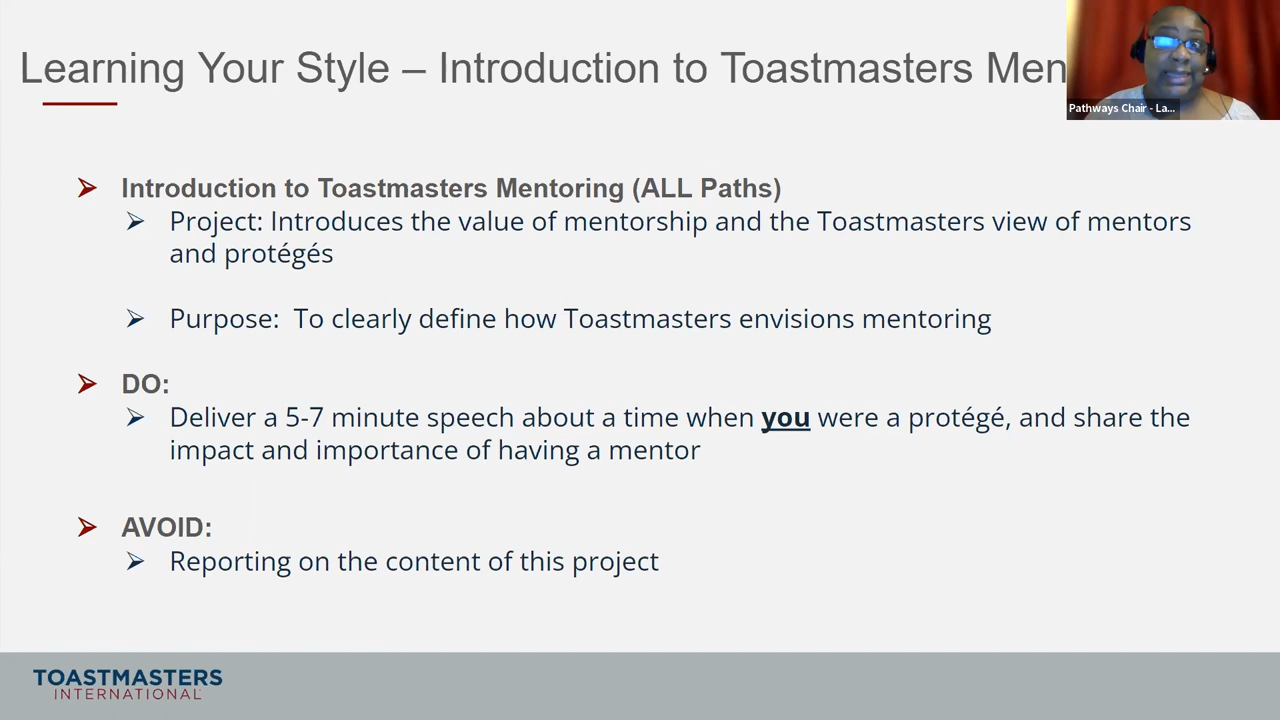 Learning Your Style – Introduction to Toastmasters Men
Pathways Chair - La...
Introduction to Toastmasters Mentoring (ALL Paths)
Project: Introduces the value of mentorship and the Toastmasters view of mentors
and protégés
Purpose:  To clearly define how Toastmasters envisions mentoring
DO:
Deliver a 5-7 minute speech about a time when you were a protégé, and share the
impact and importance of having a mentor
AVOID:
Reporting on the content of this project
TOASTMASTERS
INTERNATIONAL